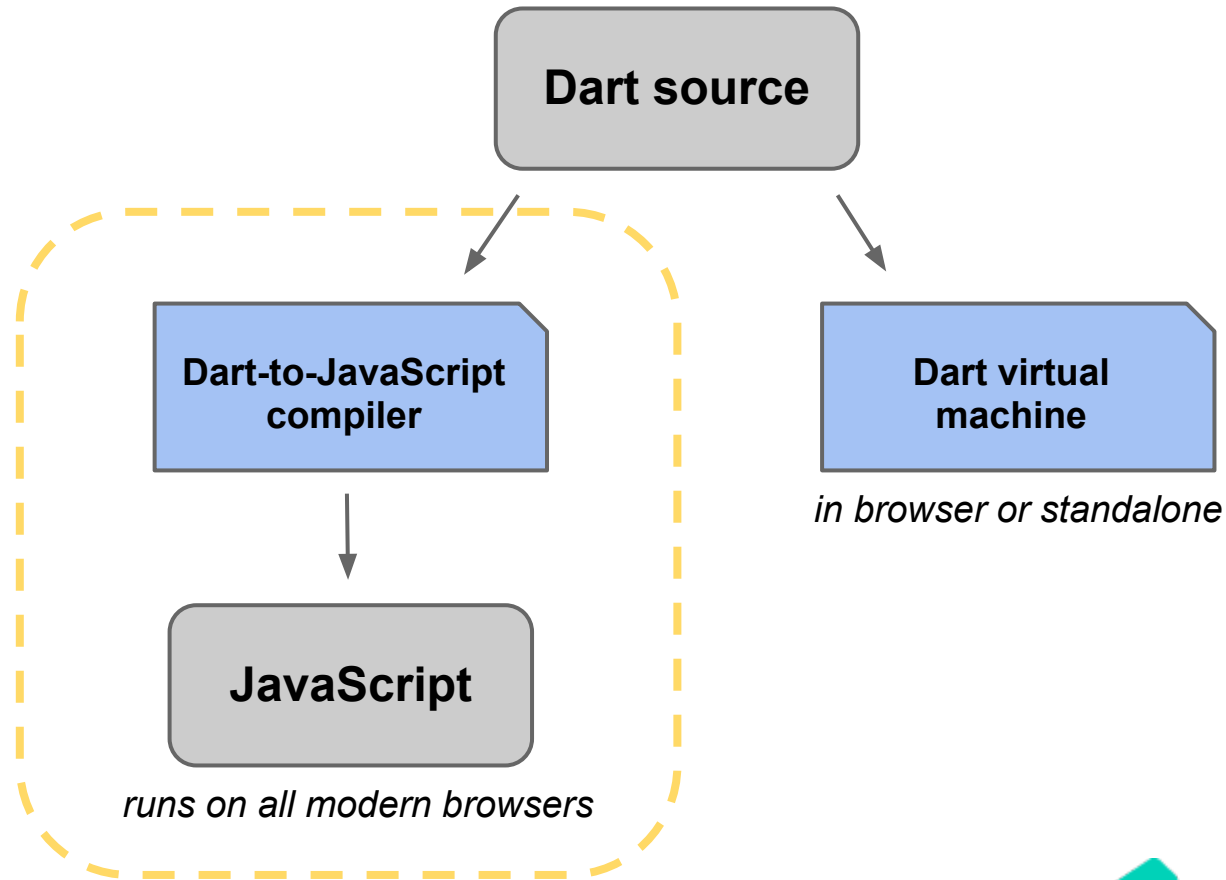 Dart source
Dart-to-JavaScript
compiler
Dart virtual
machine
in browser or standalone
JavaScript
runs on all modern browsers